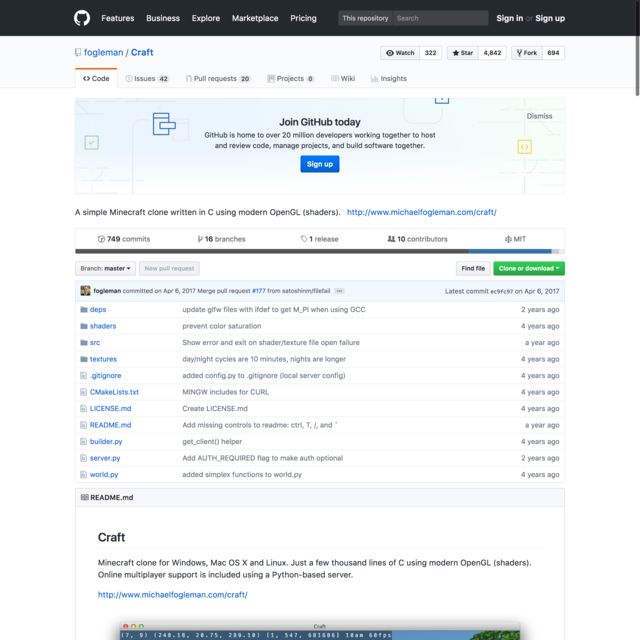 Features Business Explore Marketplace Pricing This repository Search Sign in or Sign up
fogleman / Craft Watch 322 Star 4,842 Fork 694
Code Issues 42 Pull requests 20 Projects 0 Wiki Insights
Dismiss
Join GitHub today
GitHub is home to over 20 million developers working together to host
and review code, manage projects, and build software together.
Sign up
A simple Minecraft clone written in C using modern OpenGL (shaders). http://www.michaelfogleman.com/craft/
749 commits 16 branches 1 release 10 contributors MIT
Branch: master New pull request Find file Clone or download
fogleman committed on Apr 6, 2017 Merge pull request #177 from satoshinm/filefail ... Latest commit ec9fc97 on Apr 6, 2017
deps update glfw files with ifdef to get M_PI when using GCC 2 years ago
shaders prevent color saturation 4 years ago
src Show error and exit on shader/texture file open failure a year ago
textures day/night cycles are 10 minutes, nights are longer 4 years ago
.gitignore added config.py to .gitignore (local server config) 4 years ago
CMakeLists.txt MINGW includes for CURL 4 years ago
LICENSE.md Create LICENSE.md 4 years ago
README.md Add missing controls to readme: ctrl, T, /, and ` a year ago
builder.py get_client() helper 4 years ago
server.py Add AUTH_REQUIRED flag to make auth optional 2 years ago
world.py added simplex functions to world.py 4 years ago
README.md
Craft
Minecraft clone for Windows, Mac OS X and Linux. Just a few thousand lines of C using modern OpenGL (shaders).
Online multiplayer support is included using a Python-based server.
http://www.michaelfogleman.com/craft/
Craft
(7, 9) (248.18, 20.75, 289.10) [1, 547, 601606] 10am 60fps